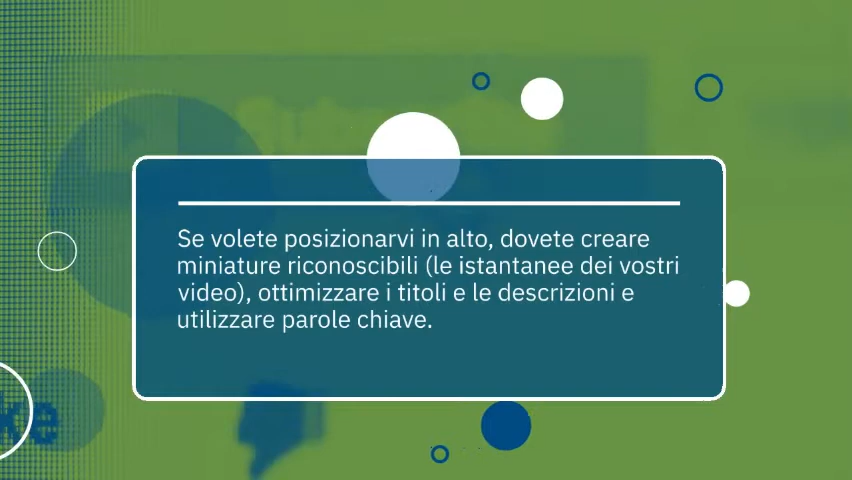 Se volete posizionarvi in alto, dovete creare
miniature riconoscibili (le istantanee dei vostri
video), ottimizzare i titoli e le descrizioni e
utilizzare parole chiave.
ke